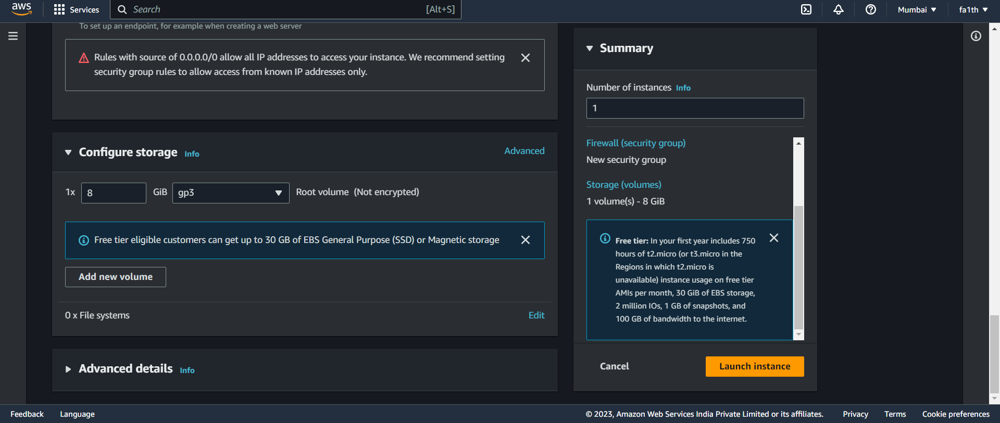 aws
Services
Search
[Alt+S]
Mumbai ▼
fa1th ▼
To set up an endpoint, for example when creating a web server
Rules with source of 0.0.0.0/0 allow all IP addresses to access your instance. We recommend setting
security group rules to allow access from known IP addresses only.
Configure storage Info
Advanced
1x
8
GiB
gp3
Root volume (Not encrypted)
Free tier eligible customers can get up to 30 GB of EBS General Purpose (SSD) or Magnetic storage
Add new volume
0 x File systems
Edit
Advanced details Info
Summary
Number of instances Info
1
Firewall (security group)
New security group
Storage (volumes)
1 volume(s) - 8 GiB
Free tier: In your first year includes 750
hours of t2.micro (or t3.micro in the
Regions in which t2.micro is
unavailable) instance usage on free tier
AMIs per month, 30 GiB of EBS storage,
2 million IOs, 1 GB of snapshots, and
100 GB of bandwidth to the internet.
Cancel
Launch instance
Feedback
Language
© 2023, Amazon Web Services India Private Limited or its affiliates.
Privacy
Terms
Cookie preferences